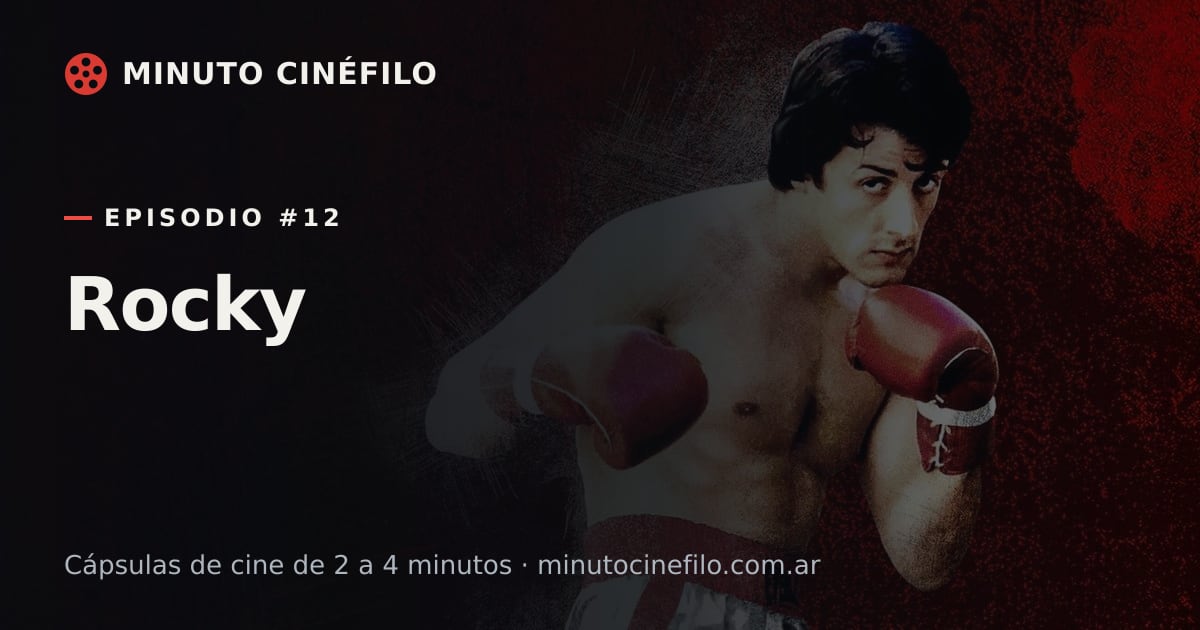 MINUTO CINÉFILO
EPISODIO #12
Rocky
Cápsulas de cine de 2 a 4 minutos · minutocinefilo.com.ar